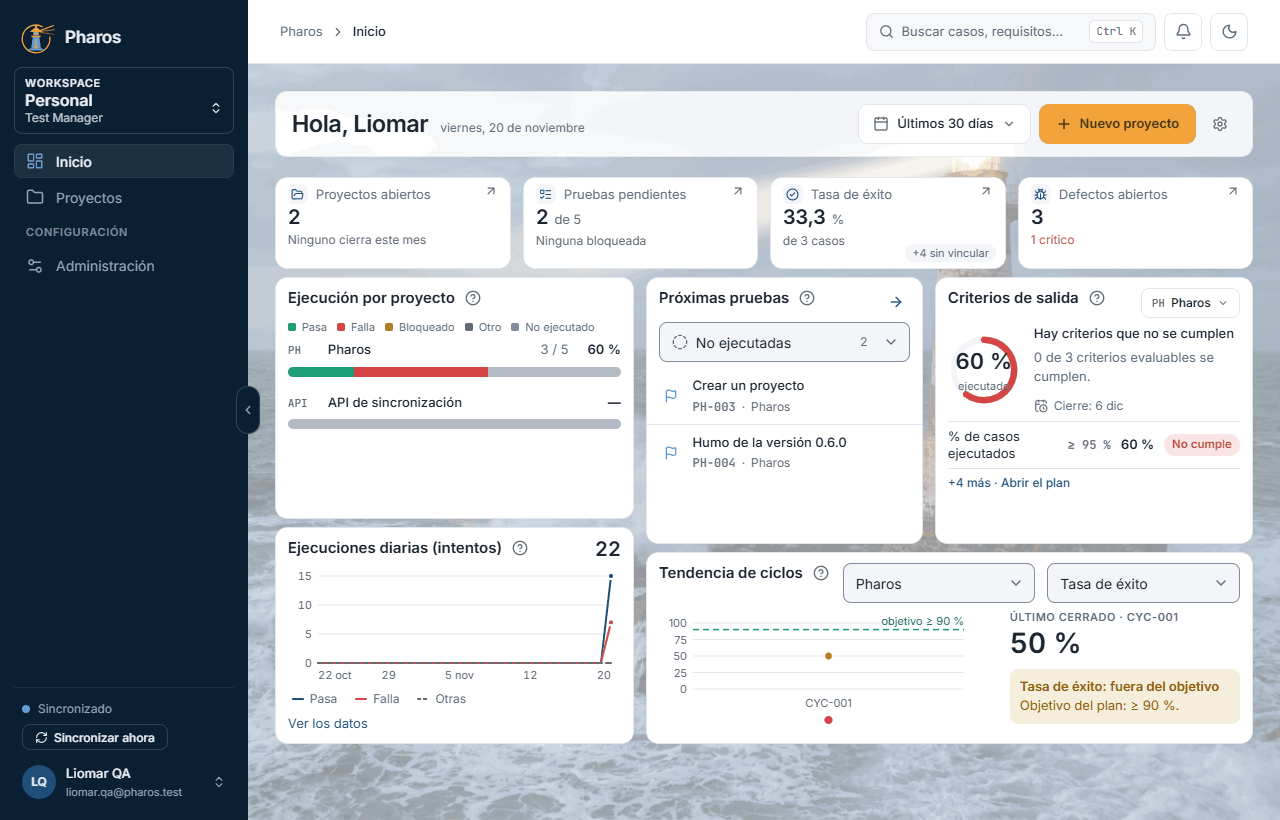 Pharos
WORKSPACE
Personal
Test Manager
Inicio
Proyectos
CONFIGURACIÓN
Administración
Sincronizado
Sincronizar ahora
LQ
Liomar QA
liomar.qa@pharos.test
Pharos > Inicio
Buscar casos, requisitos... Ctrl K
Hola, Liomar viernes, 20 de noviembre
Últimos 30 días
+ Nuevo proyecto
Proyectos abiertos
2
Ninguno cierra este mes
Pruebas pendientes
2 de 5
Ninguna bloqueada
Tasa de éxito
33,3 %
de 3 casos
+4 sin vincular
Defectos abiertos
3
1 crítico
Ejecución por proyecto
Pasa Falla Bloqueado Otro No ejecutado
PH Pharos 3 / 5 60 %
API API de sincronización —
Próximas pruebas
No ejecutadas 2
Crear un proyecto
PH-003 · Pharos
Humo de la versión 0.6.0
PH-004 · Pharos
Criterios de salida
PH Pharos
60 %
ejecutado
Hay criterios que no se cumplen
0 de 3 criterios evaluables se
cumplen.
Cierre: 6 dic
% de casos
ejecutados
≥ 95 % 60 % No cumple
+4 más · Abrir el plan
Ejecuciones diarias (intentos) 22
15
10
5
0
22 oct 29 5 nov 12 20
Pasa Falla Otras
Ver los datos
Tendencia de ciclos
Pharos
Tasa de éxito
objetivo ≥ 90 %
100
75
50
25
0
CYC-001
ÚLTIMO CERRADO · CYC-001
50 %
Tasa de éxito: fuera del objetivo
Objetivo del plan: ≥ 90 %.